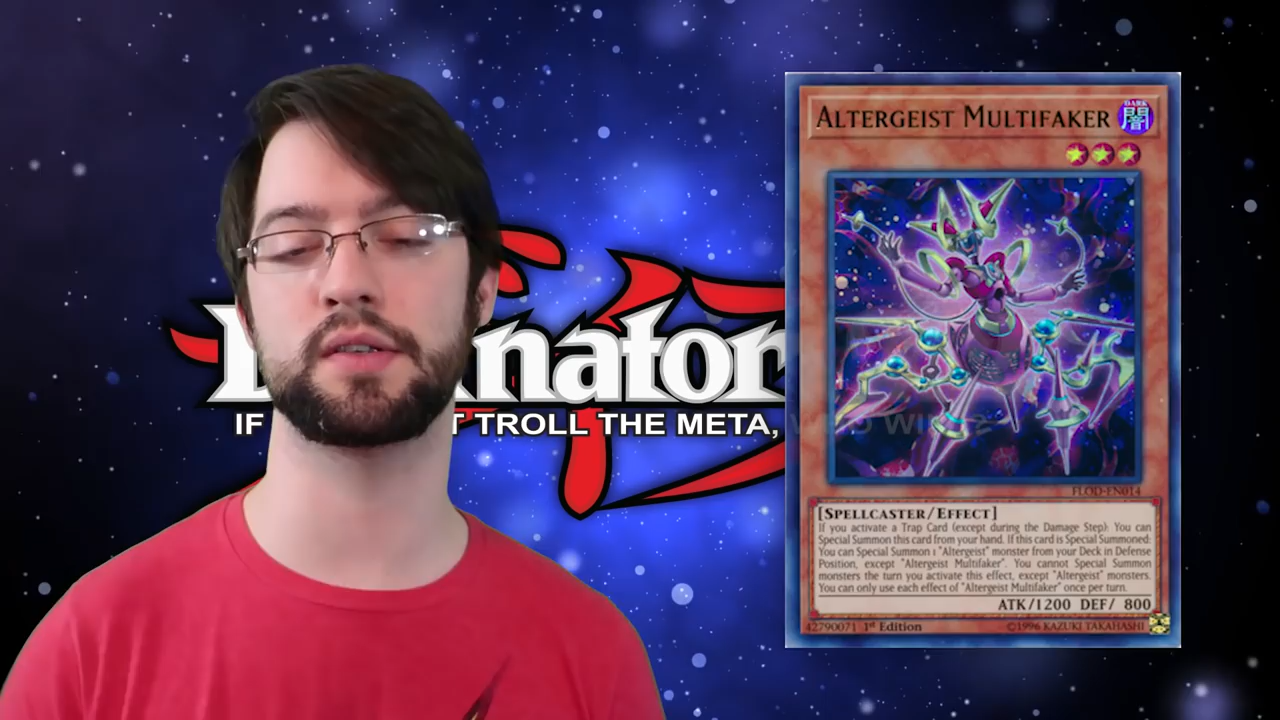 ALTERGEIST MULTIFAKER
DARK
闇
nator
IF T TROLL THE META,
FLOD-EN014
[SPELLCASTER/EFFECT]
If you activate a Trap Card (except during the Damage Step): You can
Special Summon this card from your hand. If this card is Special Summoned:
You can Special Summon 1 "Altergeist" monster from your Deck in Defense
Position, except "Altergeist Multifaker". You cannot Special Summon
monsters the turn you activate this effect, except "Altergeist" monsters.
You can only use each effect of "Altergeist Multifaker" once per turn.
ATK/1200 DEF/ 800
42790071 1st Edition ©1996 KAZUKI TAKAHASHI